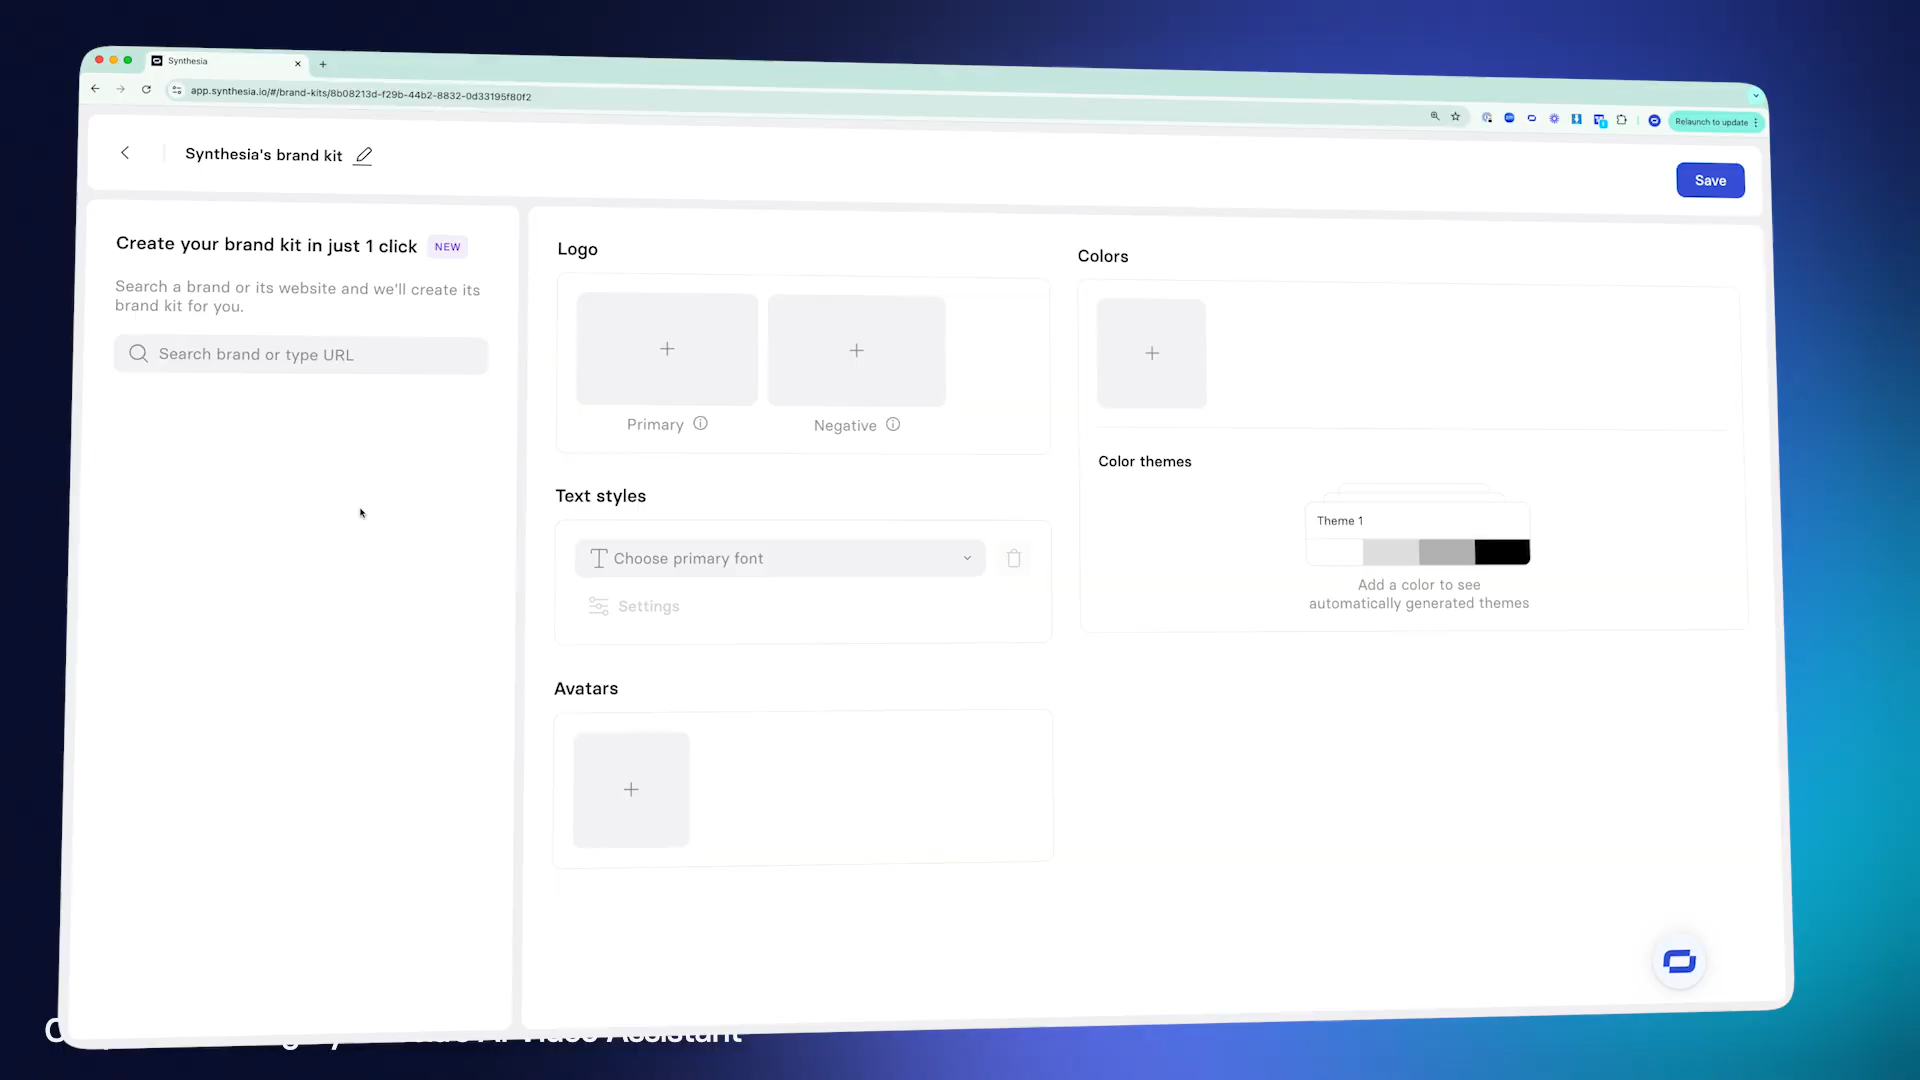 Synthesia
app.synthesia.io/#/brand-kits/8b08213d-f29b-44b2-8832-0d33195f80f2
Relaunch to update
Synthesia's brand kit
Save
Create your brand kit in just 1 click NEW
Search a brand or its website and we'll create its
brand kit for you.
Search brand or type URL
Logo
Primary
Negative
Text styles
Choose primary font
Settings
Avatars
Colors
Color themes
Theme 1
Add a color to see
automatically generated themes
AI Video Assistant